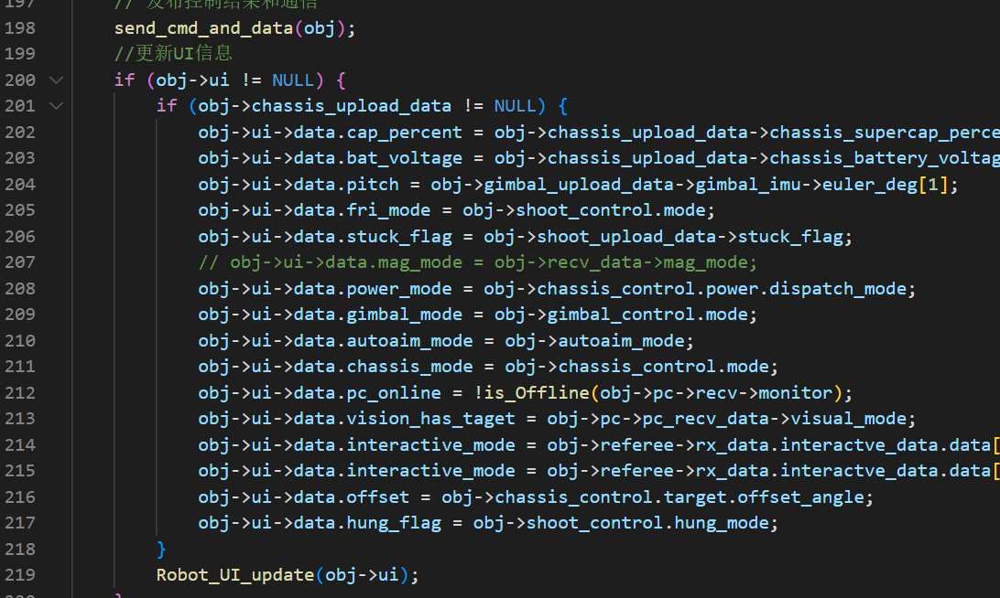 197 // 发布控制结果和通信
198 send_cmd_and_data(obj);
199 //更新UI信息
200 if (obj->ui != NULL) {
201 if (obj->chassis_upload_data != NULL) {
202 obj->ui->data.cap_percent = obj->chassis_upload_data->chassis_supercap_perce
203 obj->ui->data.bat_voltage = obj->chassis_upload_data->chassis_battery_voltag
204 obj->ui->data.pitch = obj->gimbal_upload_data->gimbal_imu->euler_deg[1];
205 obj->ui->data.fri_mode = obj->shoot_control.mode;
206 obj->ui->data.stuck_flag = obj->shoot_upload_data->stuck_flag;
207 // obj->ui->data.mag_mode = obj->recv_data->mag_mode;
208 obj->ui->data.power_mode = obj->chassis_control.power.dispatch_mode;
209 obj->ui->data.gimbal_mode = obj->gimbal_control.mode;
210 obj->ui->data.autoaim_mode = obj->autoaim_mode;
211 obj->ui->data.chassis_mode = obj->chassis_control.mode;
212 obj->ui->data.pc_online = !is_Offline(obj->pc->recv->monitor);
213 obj->ui->data.vision_has_taget = obj->pc->pc_recv_data->visual_mode;
214 obj->ui->data.interactive_mode = obj->referee->rx_data.interactve_data.data[
215 obj->ui->data.interactive_mode = obj->referee->rx_data.interactve_data.data[
216 obj->ui->data.offset = obj->chassis_control.target.offset_angle;
217 obj->ui->data.hung_flag = obj->shoot_control.hung_mode;
218 }
219 Robot_UI_update(obj->ui);